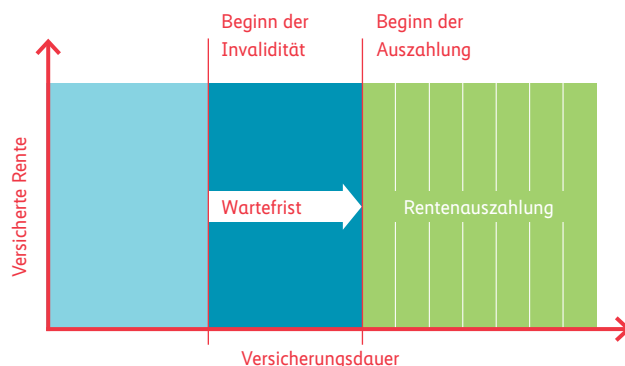 Beginn der
Invalidität
Beginn der
Auszahlung
Versicherte Rente
Wartefrist
Rentenauszahlung
Versicherungsdauer